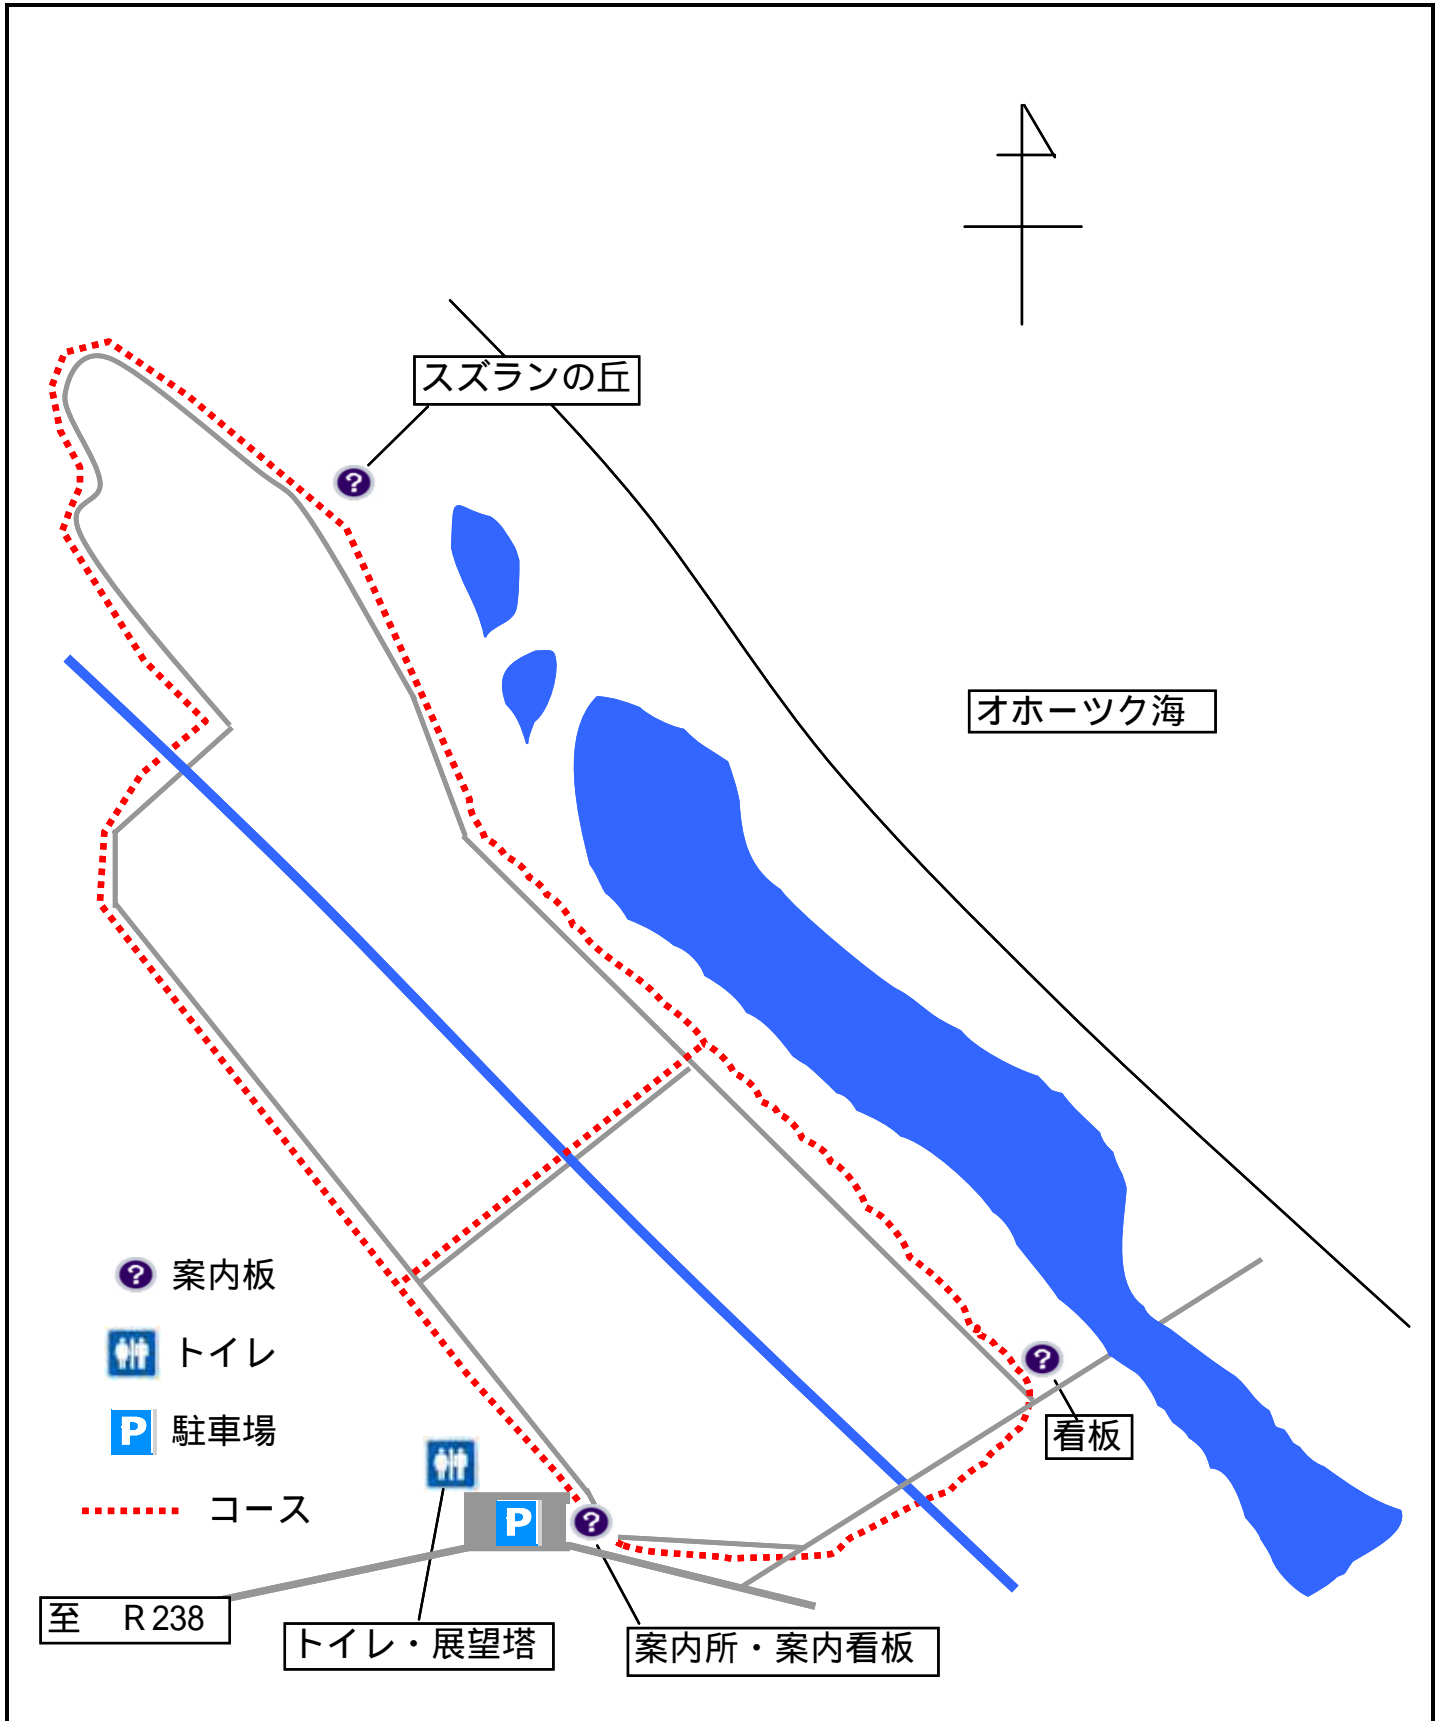 スズランの丘
オホーツク海
案内板
トイレ
P 駐車場
コース
看板
P
至 R238
トイレ・展望塔
案内所・案内看板